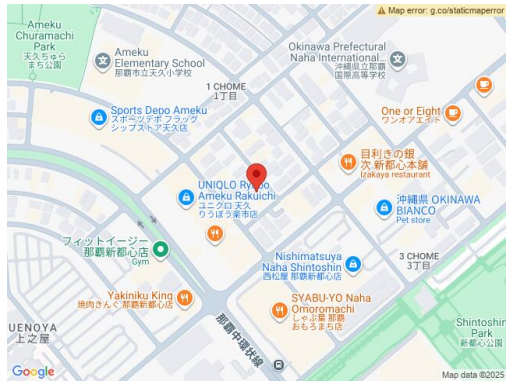 Map error: g.co/staticmaperror
Ameku
Churamachi
Park
天久ちゅら
まち公園
Ameku
Elementary School
那覇市立天久小学校
Okinawa Prefectural
Naha International...
沖縄県立那覇
国際高等学校
1 CHOME
1丁目
Sports Depo Ameku
スポーツデポ フラッグ
シップストア天久店
One or Eight
ワンオアエイト
目利きの銀
次 新都心本舗
Izakaya restaurant
UNIQLO Ryubo
Ameku Rakuichi
ユニクロ 天久
りうぼう楽市店
沖縄県 OKINAWA
BIANCO
Pet store
フィットイージー
那覇新都心店
Gym
Nishimatsuya
Naha Shintoshin
西松屋 那覇新都心店
3 CHOME
3丁目
Yakiniku King
焼肉きんぐ 那覇新都心店
SYABU-YO Naha
Omoromachi
しゃぶ葉 那覇
おもろまち店
UENOYA
上之屋
那覇中環状線
Shintoshin
Park
新都心公園
Google
Map data ©2025